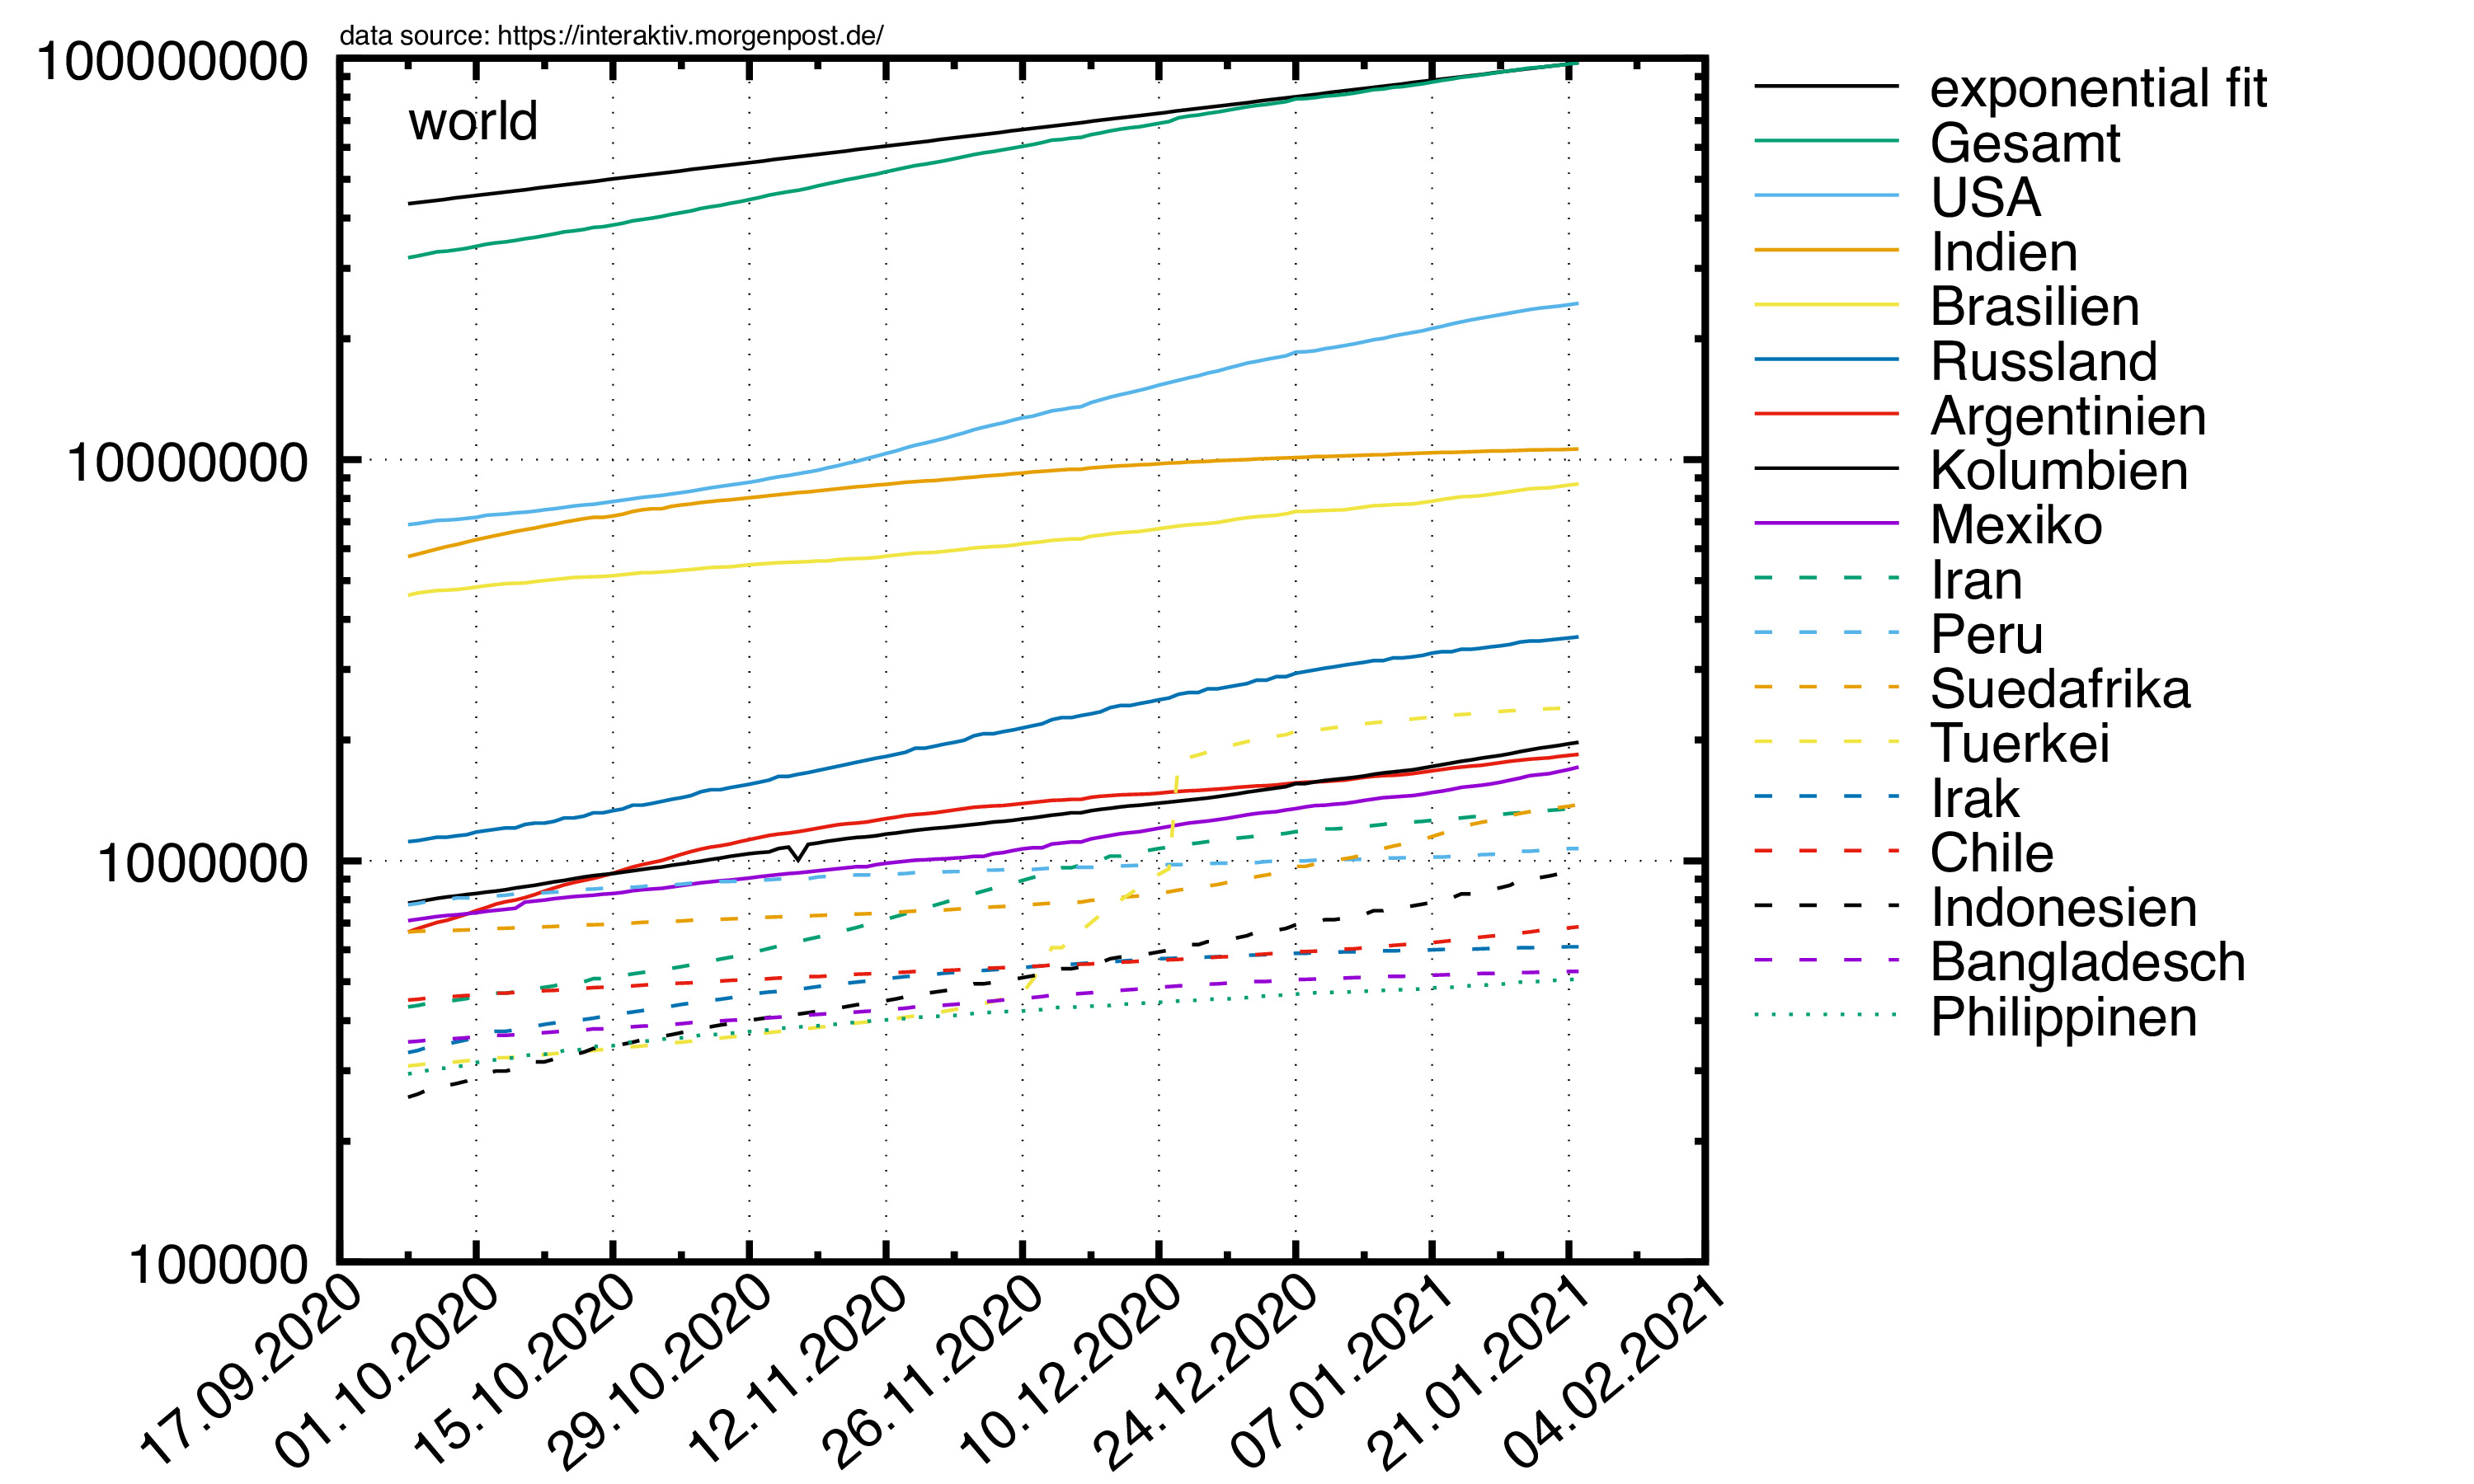 data source: https://interaktiv.morgenpost.de/
world
100000000
10000000
1000000
100000
17.09.2020
01.10.2020
15.10.2020
29.10.2020
12.11.2020
26.11.2020
10.12.2020
24.12.2020
07.01.2021
21.01.2021
04.02.2021
exponential fit
Gesamt
USA
Indien
Brasilien
Russland
Argentinien
Kolumbien
Mexiko
Iran
Peru
Suedafrika
Tuerkei
Irak
Chile
Indonesien
Bangladesch
Philippinen